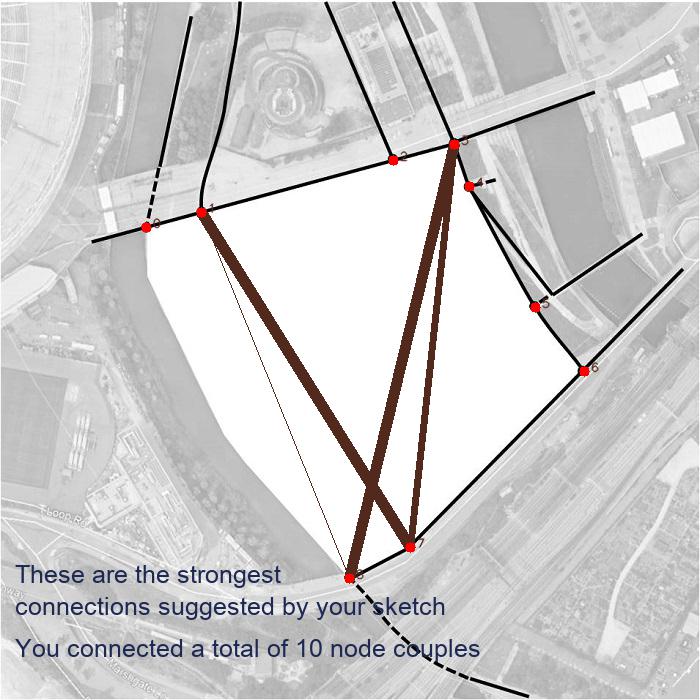 0
1
2
3
4
5
6
7
8
Loop Rd
These are the strongest
connections suggested by your sketch
You connected a total of 10 node couples
Marshgate